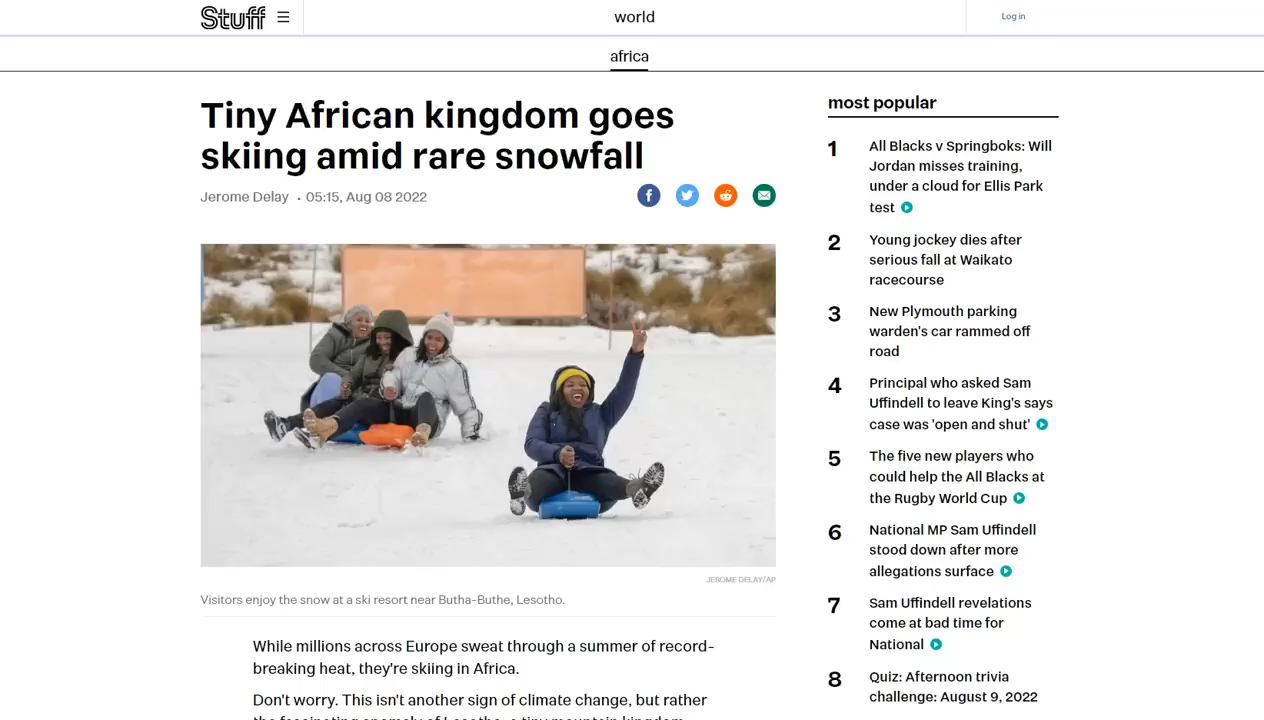 Stuff
world
Log in
africa
Tiny African kingdom goes
skiing amid rare snowfall
Jerome Delay • 05:15, Aug 08 2022
JEROME DELAY/AP
Visitors enjoy the snow at a ski resort near Butha-Buthe, Lesotho.
While millions across Europe sweat through a summer of record-
breaking heat, they're skiing in Africa.
Don't worry. This isn't another sign of climate change, but rather
the fascinating anomaly of Lesotho, a tiny mountain kingdom
most popular
1 All Blacks v Springboks: Will
Jordan misses training,
under a cloud for Ellis Park
test
2 Young jockey dies after
serious fall at Waikato
racecourse
3 New Plymouth parking
warden's car rammed off
road
4 Principal who asked Sam
Uffindell to leave King's says
case was 'open and shut'
5 The five new players who
could help the All Blacks at
the Rugby World Cup
6 National MP Sam Uffindell
stood down after more
allegations surface
7 Sam Uffindell revelations
come at bad time for
National
8 Quiz: Afternoon trivia
challenge: August 9, 2022